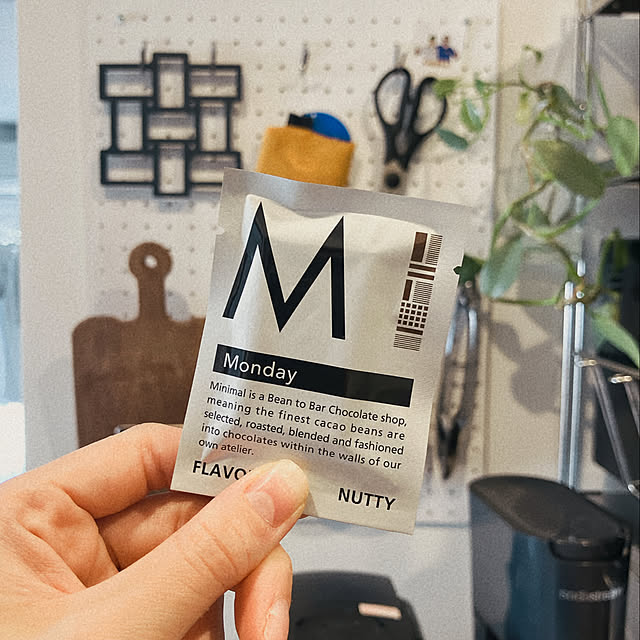 M
Monday
Minimal is a Bean to Bar Chocolate shop,
meaning the finest cacao beans are
selected, roasted, blended and fashioned
into chocolates within the walls of our
own atelier.
FLAVO
NUTTY